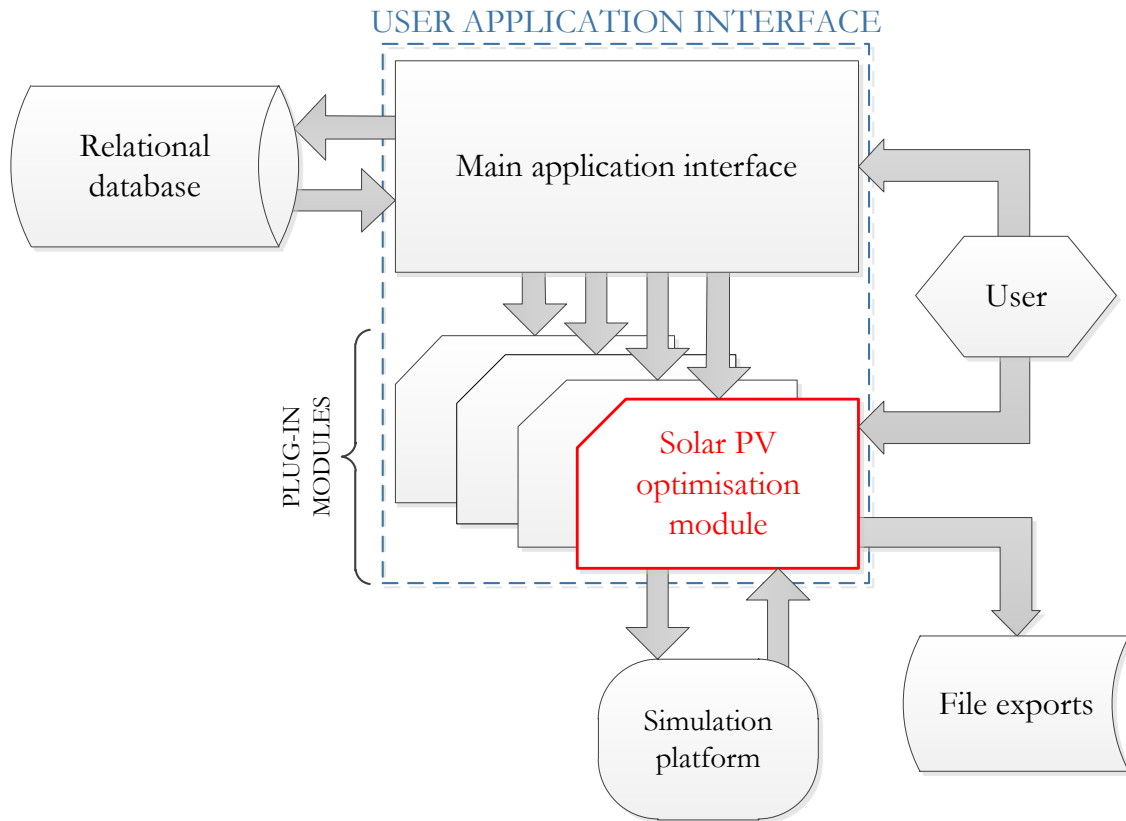 USER APPLICATION INTERFACE
Relational
database
Main application interface
User
PLUG-IN
MODULES
Solar PV
optimisation
module
Simulation
platform
File exports